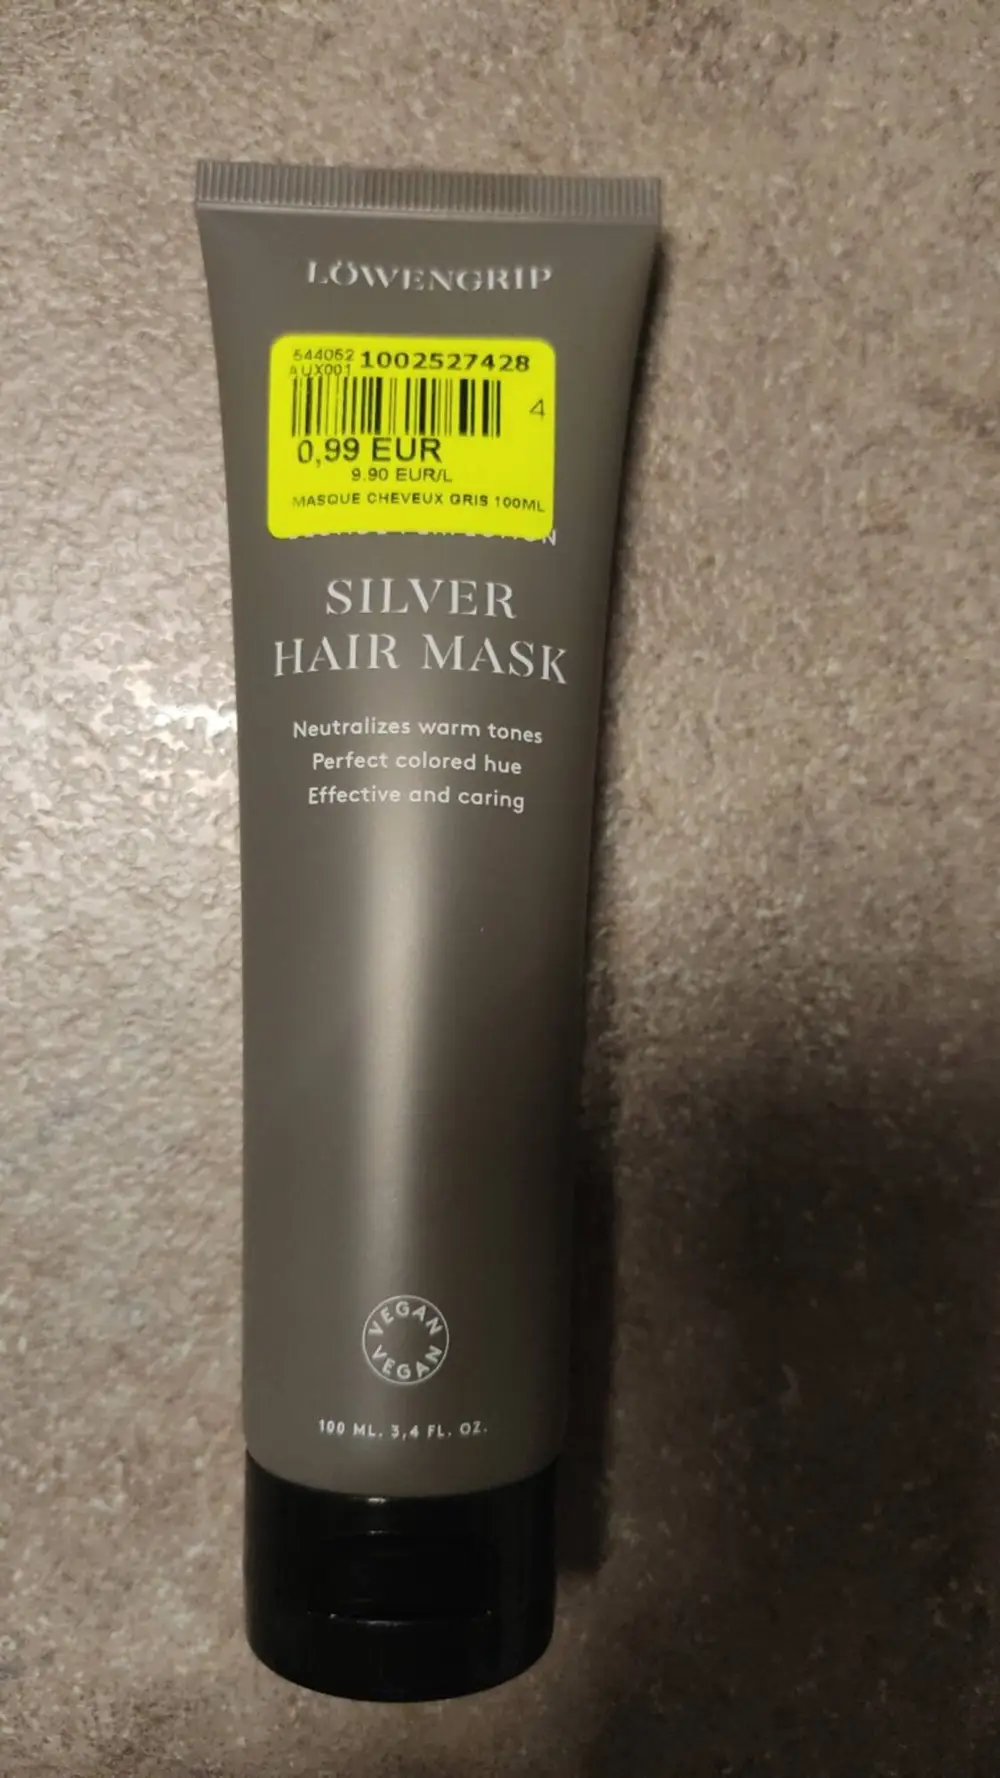 LÖWENGRIP
544052 1002527428
AUX001
4
0,99 EUR
9.90 EUR/L
MASQUE CHEVEUX GRIS 100ML
SILVER
HAIR MASK
Neutralizes warm tones
Perfect colored hue
Effective and caring
VEGAN
VEGAN
100 ML. 3,4 FL. OZ.